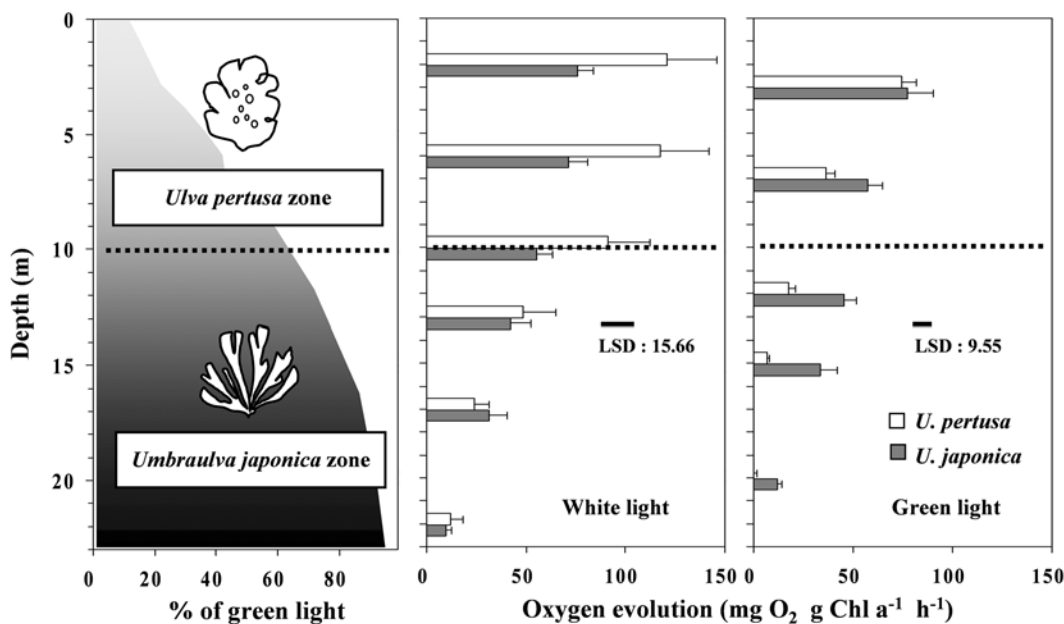 0
5
10
15
20
Depth (m)
Ulva pertusa zone
Umbraulva japonica zone
0 20 40 60 80
% of green light
LSD : 15.66
White light
0 50 100 150
LSD : 9.55
U. pertusa
U. japonica
Green light
0 50 100 150
Oxygen evolution (mg O₂ g Chl a⁻¹ h⁻¹)